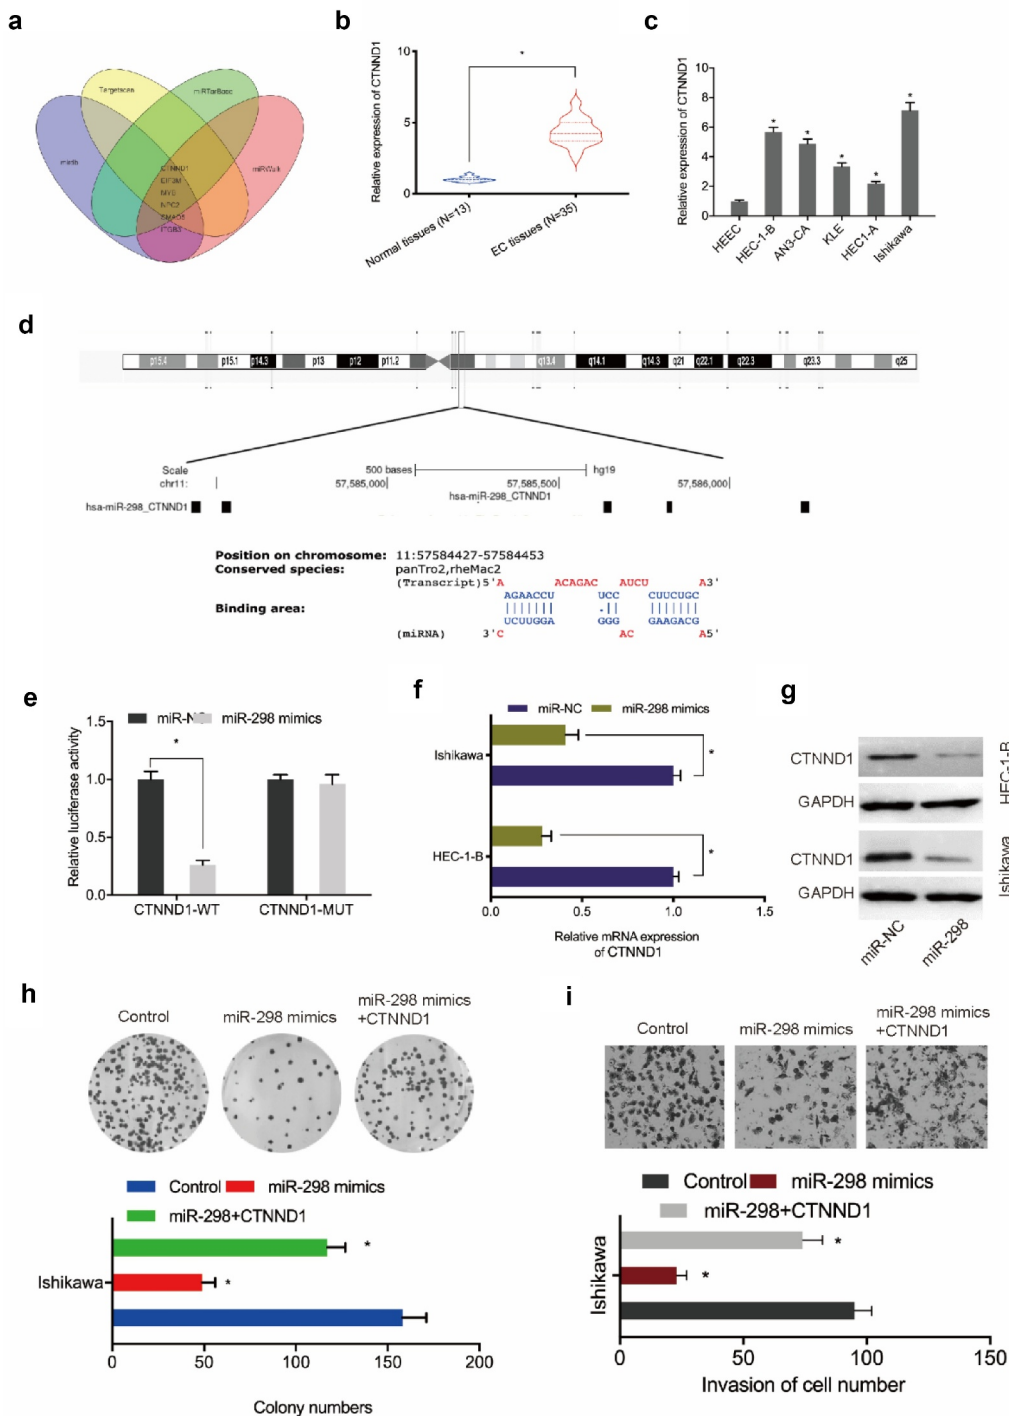 a
Targetscan
miRTarBase
mirdb
miRWalk
CTNND1
EIF3M
MYB
NPC2
SMAD5
ITGB3
b
Relative expression of CTNND1
10
5
0
*
Normal tissues (N=13)
EC tissues (N=35)
c
Relative expression of CTNND1
10
8
6
4
2
0
* * * * *
HEEC
HEC-1-B
AN3-CA
KLE
HEC1-A
Ishikawa
d
p15.4 p15.1 p14.3 p13 p12 p11.2 q13.4 q14.1 q14.3 q21 q22.1 q22.3 q23.3 q25
Scale 500 bases hg19
chr11: 57,585,000 57,585,500 57,586,000
hsa-miR-298_CTNND1
hsa-miR-298_CTNND1
Position on chromosome: 11:57584427-57584453
Conserved species: panTro2,rheMac2
(Transcript)5'A ACAGAC AUCU A3'
AGAACCU UCC CUUCUGC
Binding area:
UCUUGGA GGG GAAGACG
(miRNA) 3'C AC A5'
e
Relative luciferase activity
miR-NC miR-298 mimics
1.5
1.0
0.5
0.0
*
CTNND1-WT CTNND1-MUT
f
miR-NC miR-298 mimics
Ishikawa
*
HEC-1-B
*
0.0 0.5 1.0 1.5
Relative mRNA expression
of CTNND1
g
CTNND1
GAPDH
HEC-1-B
CTNND1
GAPDH
Ishikawa
miR-NC
miR-298
h
Control
miR-298 mimics
miR-298 mimics
+CTNND1
Control miR-298 mimics
miR-298+CTNND1
*
Ishikawa *
0 50 100 150 200
Colony numbers
i
Control
miR-298 mimics
miR-298 mimics
+CTNND1
Control miR-298 mimics
miR-298+CTNND1
*
Ishikawa *
0 50 100 150
Invasion of cell number